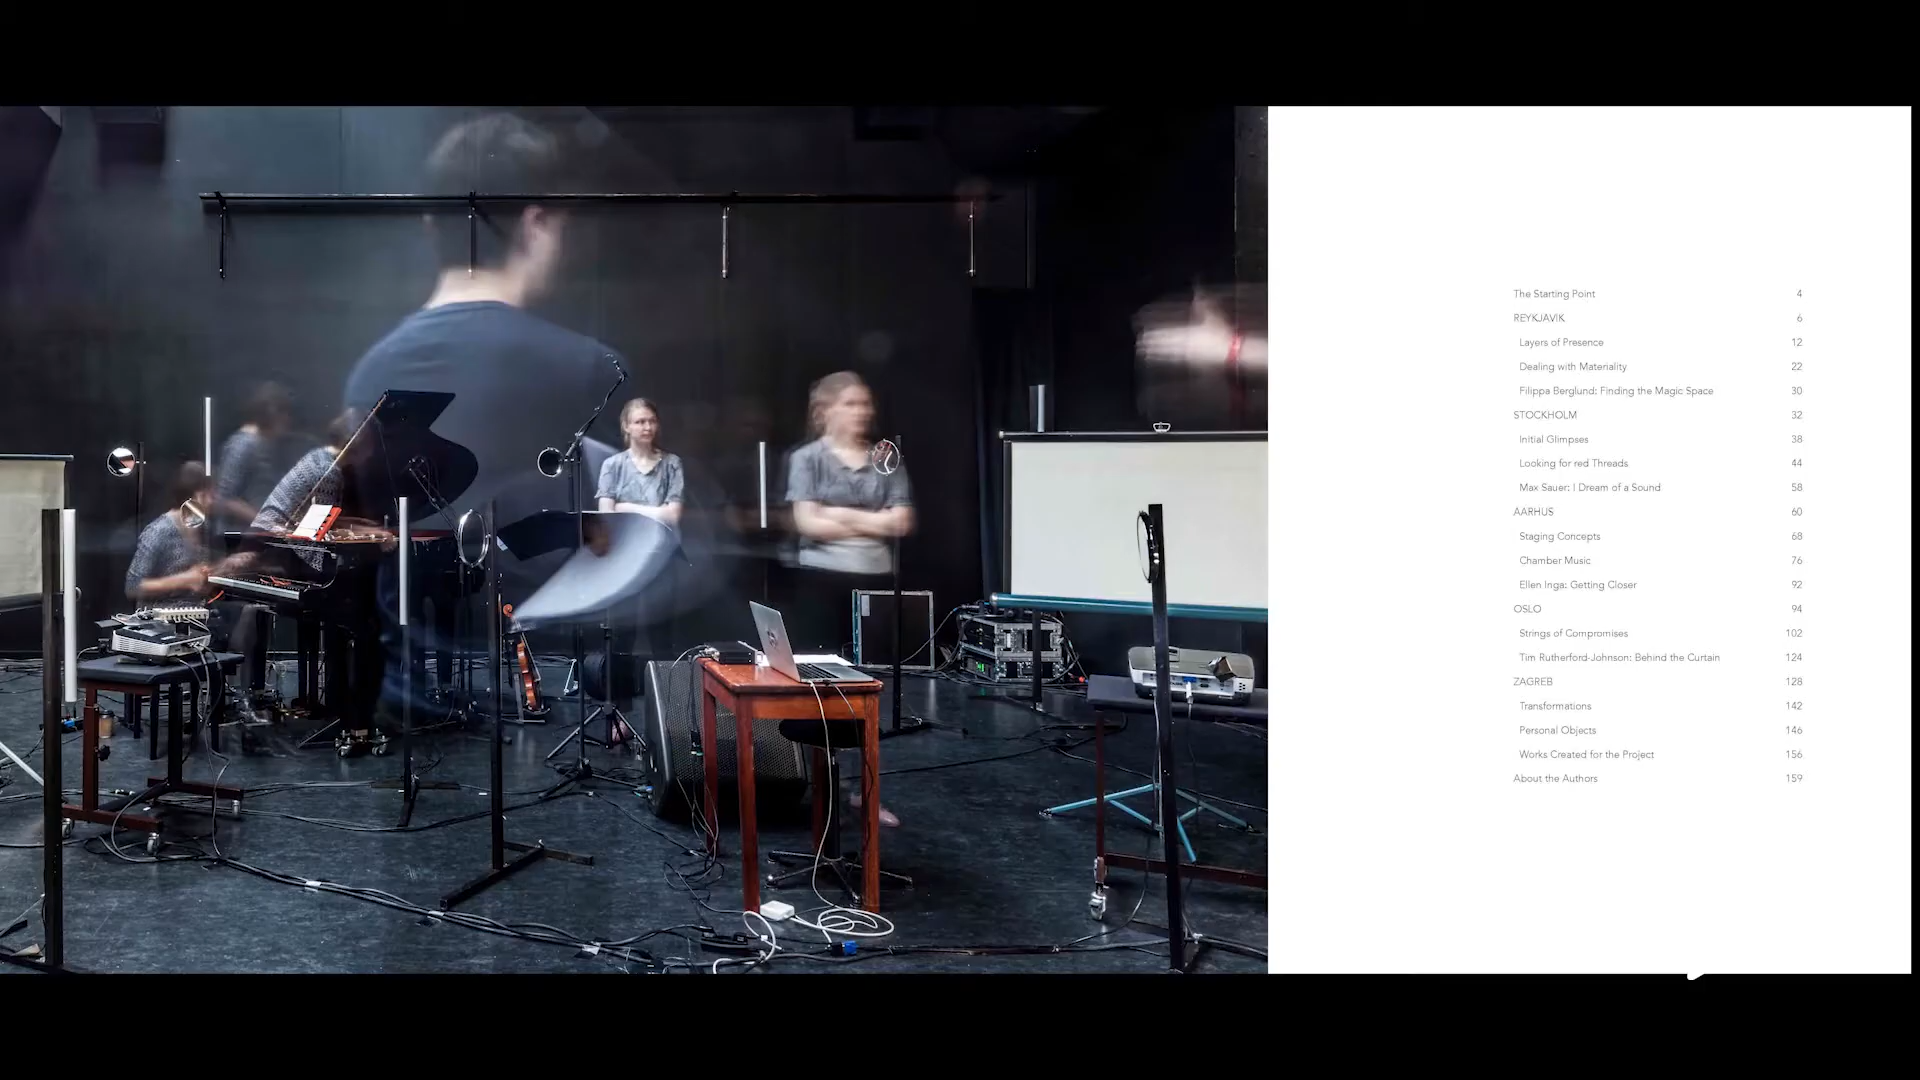 The Starting Point 4
REYKJAVIK 6
Layers of Presence 12
Dealing with Materiality 22
Filippa Berglund: Finding the Magic Space 30
STOCKHOLM 32
Initial Glimpses 38
Looking for red Threads 44
Max Sauer: I Dream of a Sound 58
AARHUS 60
Staging Concepts 68
Chamber Music 76
Ellen Inga: Getting Closer 92
OSLO 94
Strings of Compromises 102
Tim Rutherford-Johnson: Behind the Curtain 124
ZAGREB 128
Transformations 142
Personal Objects 146
Works Created for the Project 156
About the Authors 159